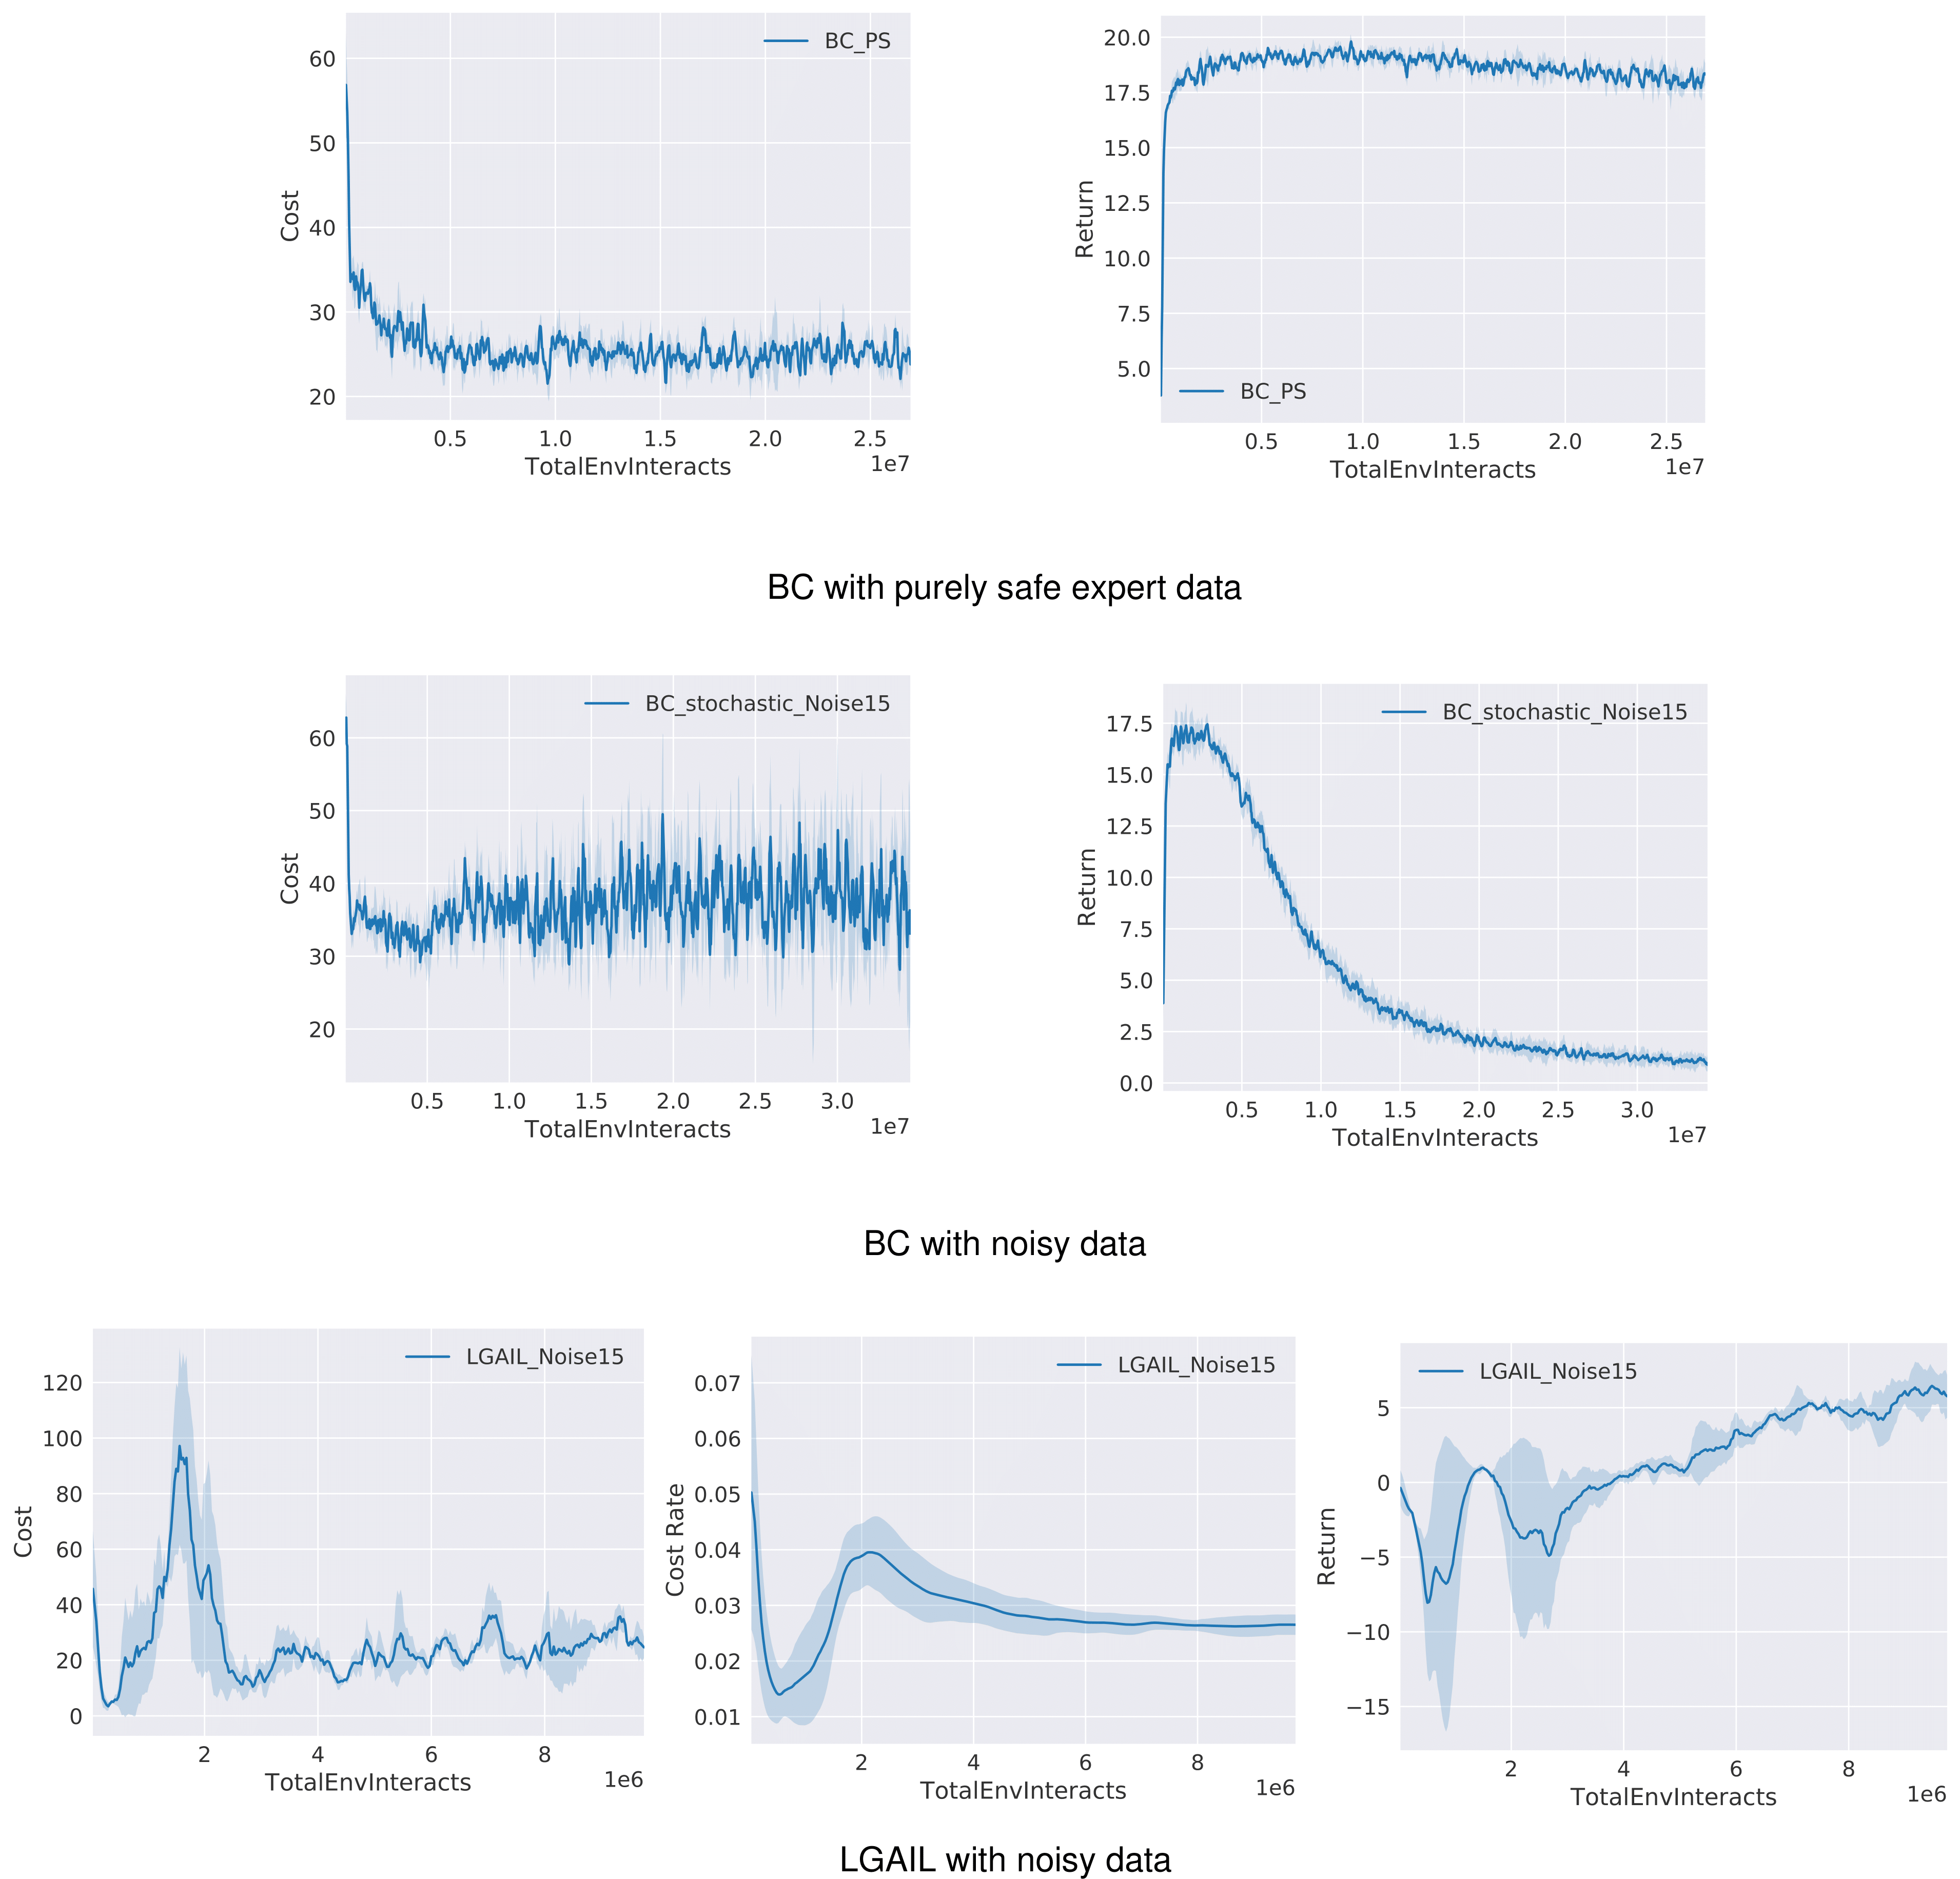 BC_PS
60
50
40
30
20
Cost
0.5 1.0 1.5 2.0 2.5
1e7
TotalEnvInteracts
20.0
17.5
15.0
12.5
10.0
7.5
5.0
Return
BC_PS
0.5 1.0 1.5 2.0 2.5
1e7
TotalEnvInteracts
BC with purely safe expert data
BC_stochastic_Noise15
60
50
40
30
20
Cost
0.5 1.0 1.5 2.0 2.5 3.0
1e7
TotalEnvInteracts
BC_stochastic_Noise15
17.5
15.0
12.5
10.0
7.5
5.0
2.5
0.0
Return
0.5 1.0 1.5 2.0 2.5 3.0
1e7
TotalEnvInteracts
BC with noisy data
LGAIL_Noise15
120
100
80
60
40
20
0
Cost
2 4 6 8
1e6
TotalEnvInteracts
LGAIL_Noise15
0.07
0.06
0.05
0.04
0.03
0.02
0.01
Cost Rate
2 4 6 8
1e6
TotalEnvInteracts
LGAIL_Noise15
5
0
−5
−10
−15
Return
2 4 6 8
1e6
TotalEnvInteracts
LGAIL with noisy data